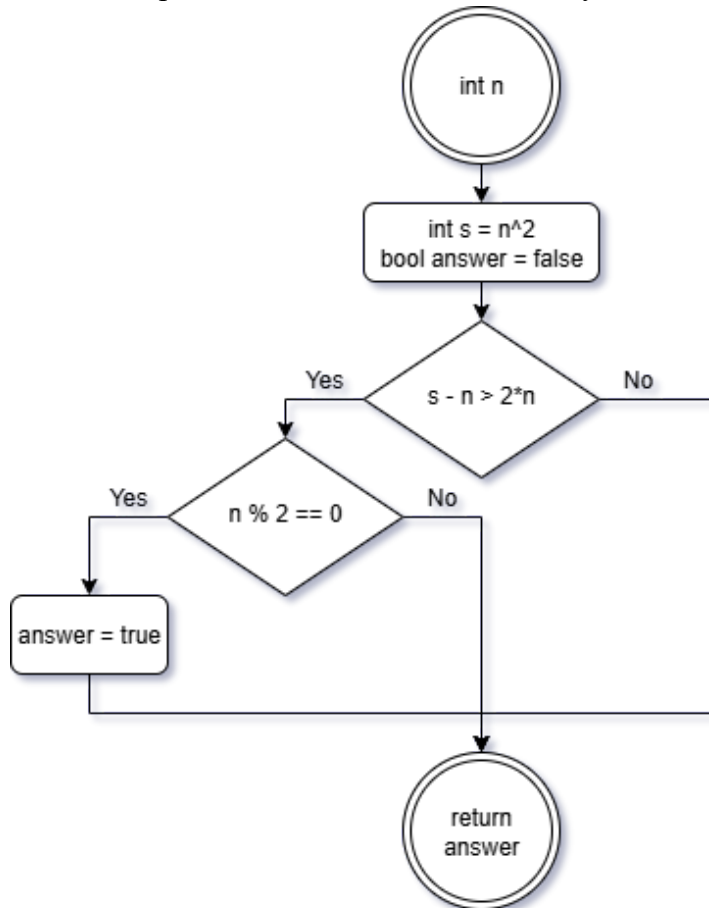 int n
int s = n^2
bool answer = false
s - n > 2*n
Yes
No
n % 2 == 0
Yes
No
answer = true
return
answer